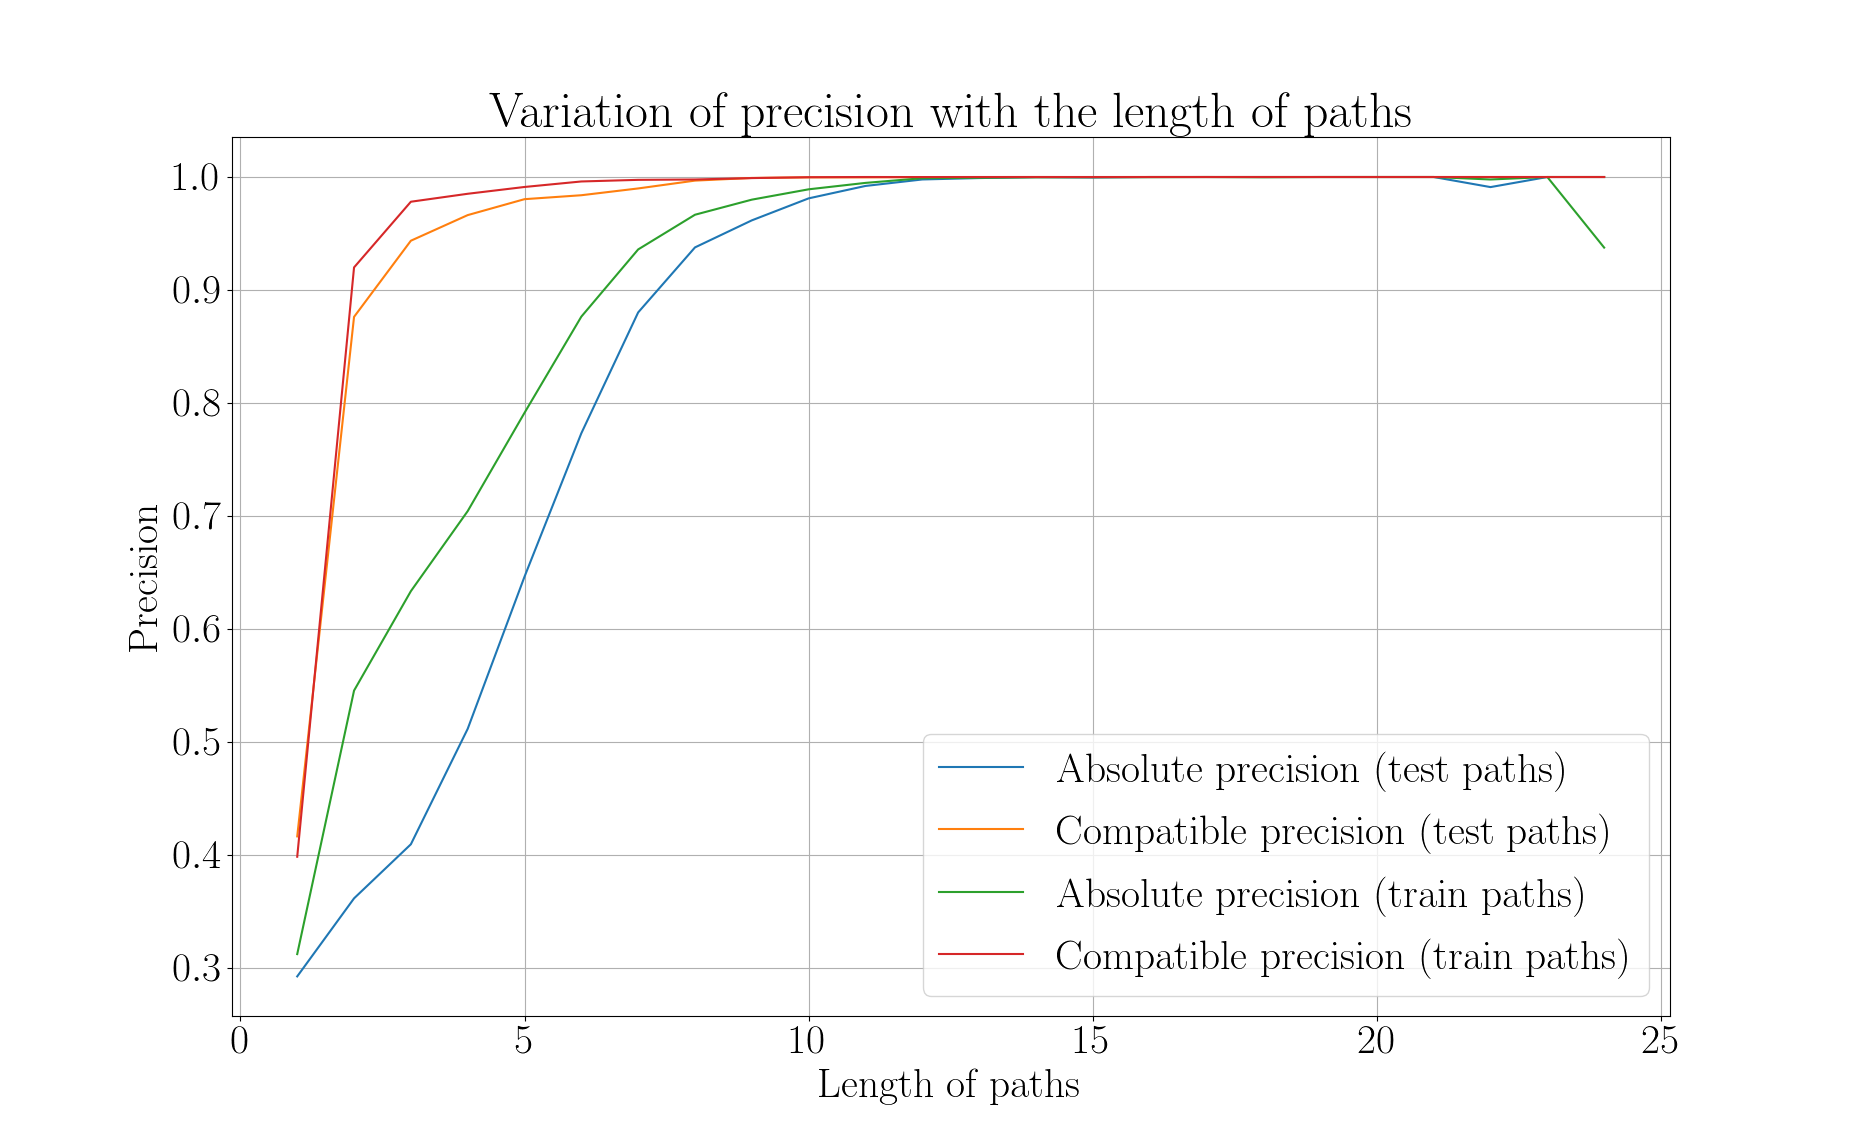 Variation of precision with the length of paths
1.0
0.9
0.8
0.7
0.6
0.5
0.4
0.3
Precision
Absolute precision (test paths)
Compatible precision (test paths)
Absolute precision (train paths)
Compatible precision (train paths)
0 5 10 15 20 25
Length of paths